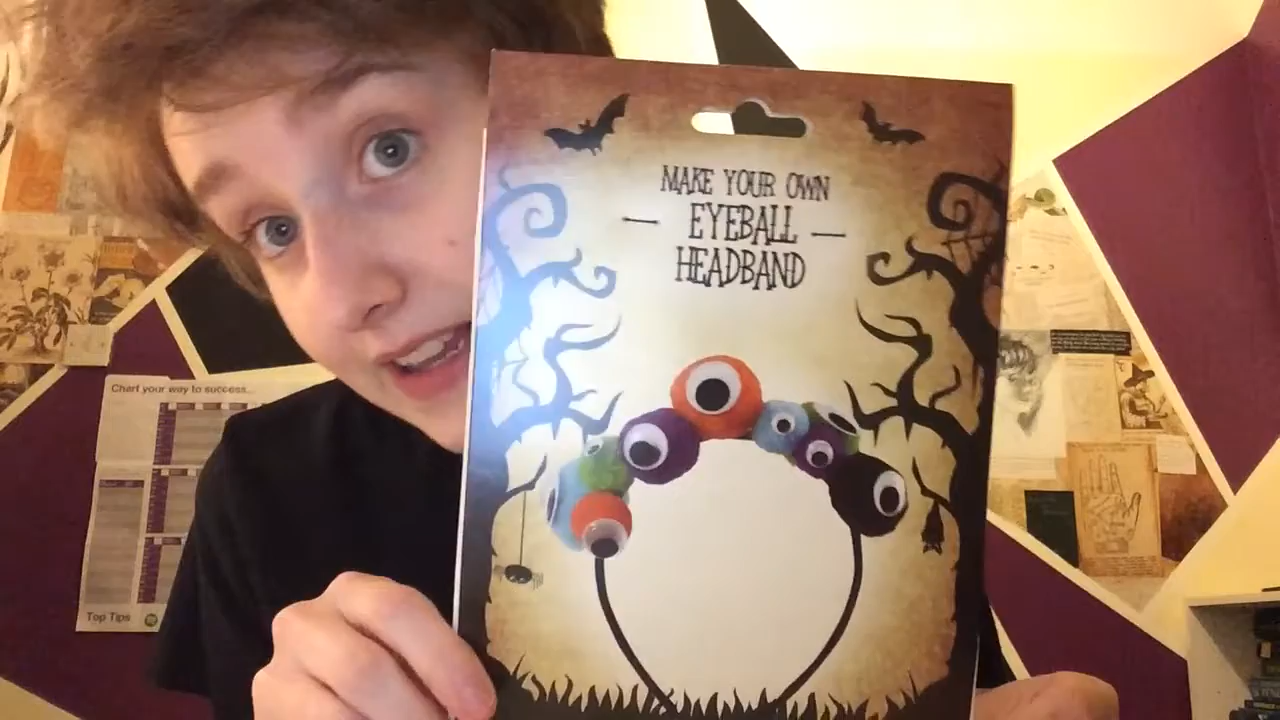 MAKE YOUR OWN
EYEBALL
HEADBAND
Chart your way to success...
Top Tips